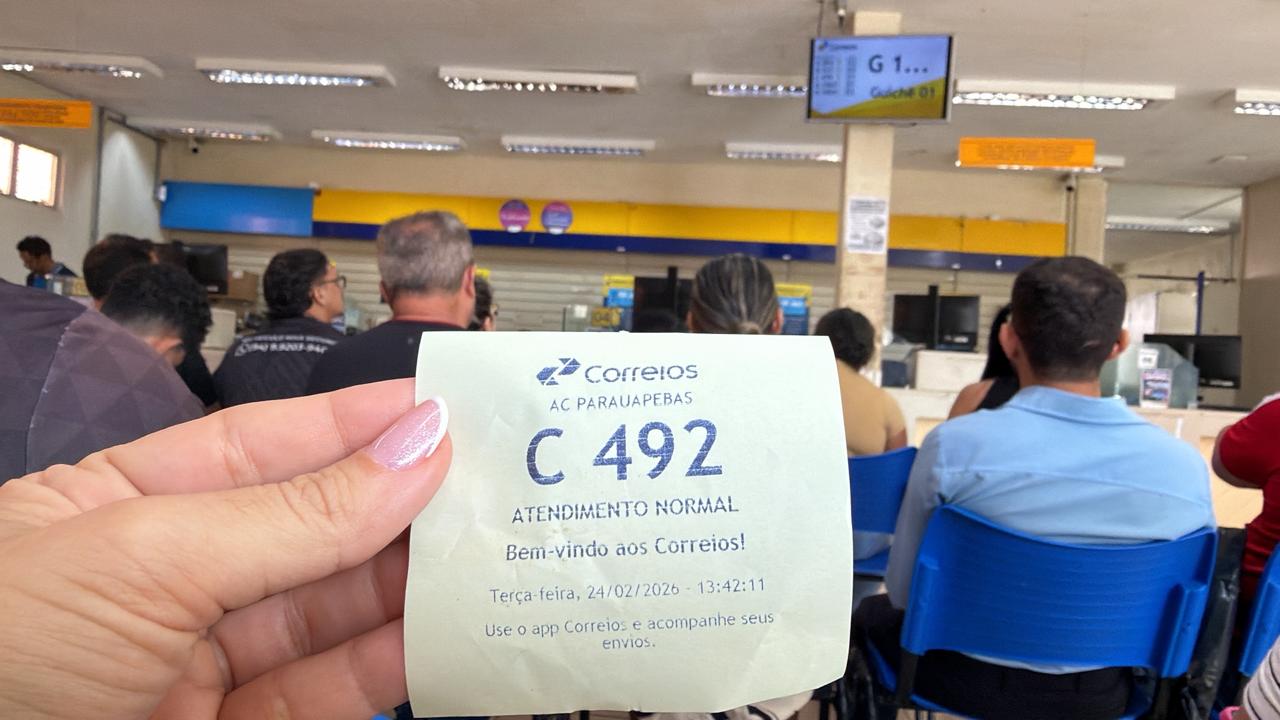 Correios
G 1...
Guichê 01
Correios
AC PARAUAPEBAS
C 492
ATENDIMENTO NORMAL
Bem-vindo aos Correios!
Terça-feira, 24/02/2026 - 13:42:11
Use o app Correios e acompanhe seus
envios.